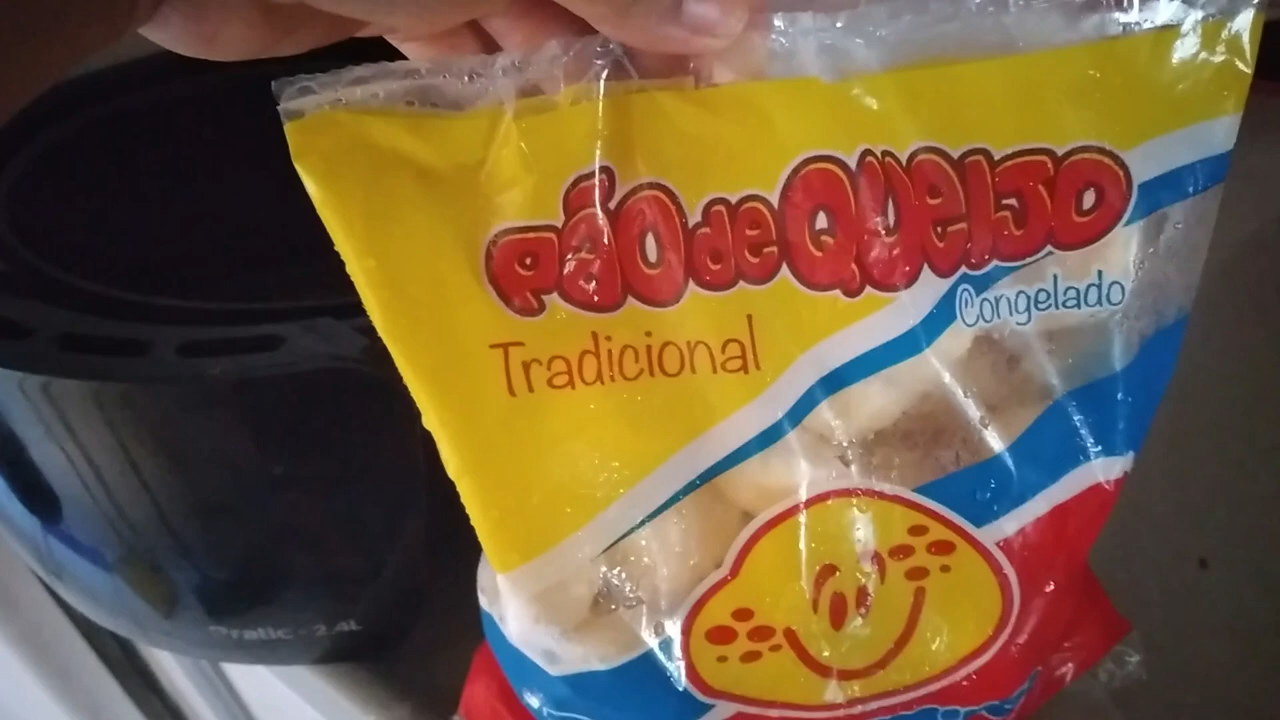 Pão de Queijo
Tradicional
Congelado
Pratic - 2.4L